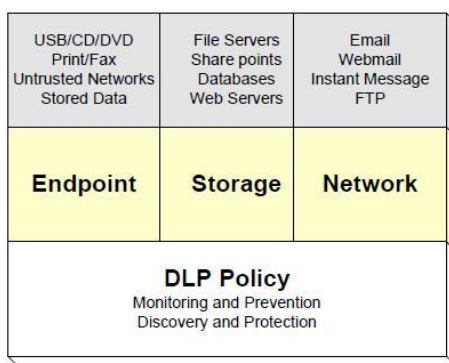 USB/CD/DVD
Print/Fax
Untrusted Networks
Stored Data
File Servers
Share points
Databases
Web Servers
Email
Webmail
Instant Message
FTP
Endpoint
Storage
Network
DLP Policy
Monitoring and Prevention
Discovery and Protection